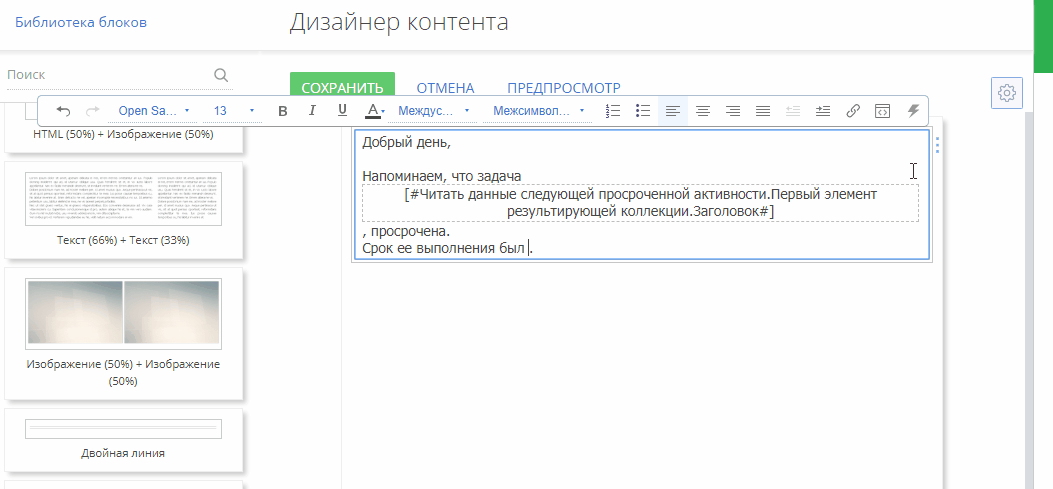 Библиотека блоков
Дизайнер контента
Поиск
СОХРАНИТЬ
ОТМЕНА
ПРЕДПРОСМОТР
Open Sa...
13
B
I
U
A
Междус...
Межсимвол...
HTML (50%) + Изображение (50%)
Текст (66%) + Текст (33%)
Изображение (50%) + Изображение
(50%)
Двойная линия
Добрый день,
Напоминаем, что задача
[#Читать данные следующей просроченной активности.Первый элемент
результирующей коллекции.Заголовок#]
, просрочена.
Срок ее выполнения был .